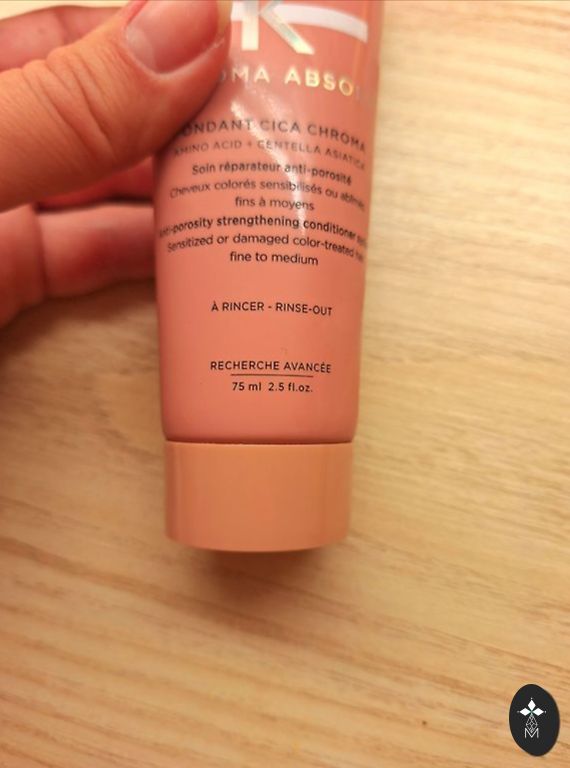 K
ABSO
FONDANT CICA CHROMA
AMINO ACID + CENTELLA ASIATICA
Soin réparateur anti-porosité
Cheveux colorés sensibilisés ou
fins à moyens
Anti-porosity strengthening conditioner
Sensitized or damaged color-treated
fine to medium
À RINCER - RINSE-OUT
RECHERCHE AVANCÉE
75 ml 2.5 fl.oz.
M